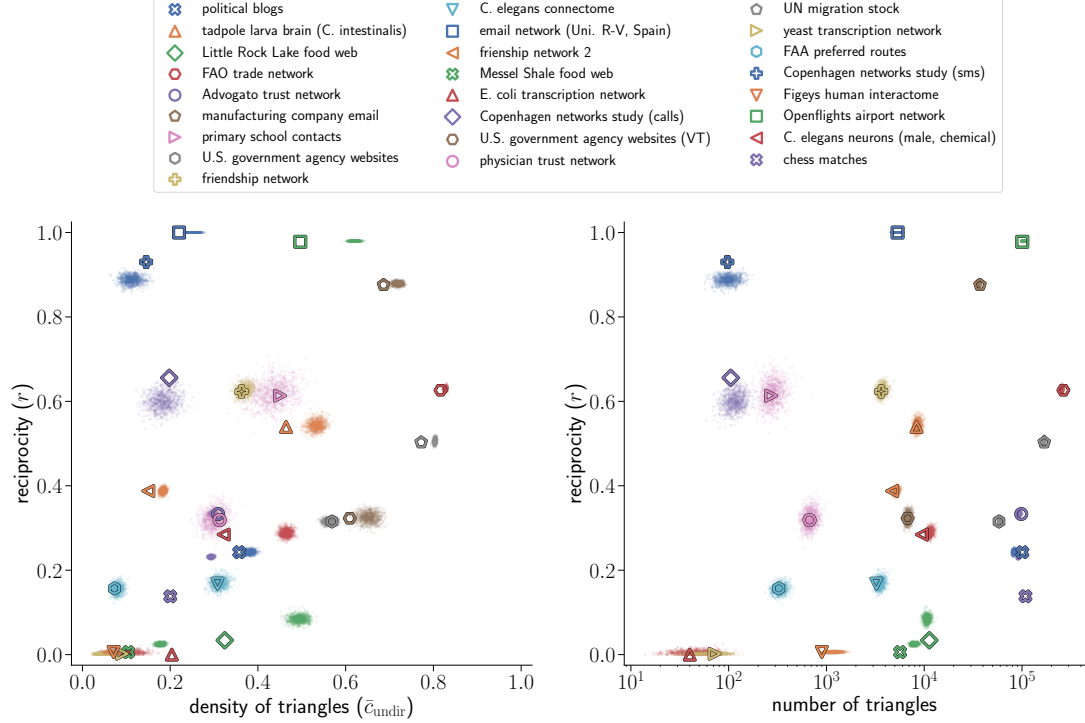 political blogs
tadpole larva brain (C. intestinalis)
Little Rock Lake food web
FAO trade network
Advogato trust network
manufacturing company email
primary school contacts
U.S. government agency websites
friendship network
C. elegans connectome
email network (Uni. R-V, Spain)
frienship network 2
Messel Shale food web
E. coli transcription network
Copenhagen networks study (calls)
U.S. government agency websites (VT)
physician trust network
UN migration stock
yeast transcription network
FAA preferred routes
Copenhagen networks study (sms)
Figeys human interactome
Openflights airport network
C. elegans neurons (male, chemical)
chess matches
reciprocity (r)
1.0
0.8
0.6
0.4
0.2
0.0
0.0 0.2 0.4 0.6 0.8 1.0
density of triangles (c̄undir)
reciprocity (r)
1.0
0.8
0.6
0.4
0.2
0.0
10¹ 10² 10³ 10⁴ 10⁵
number of triangles